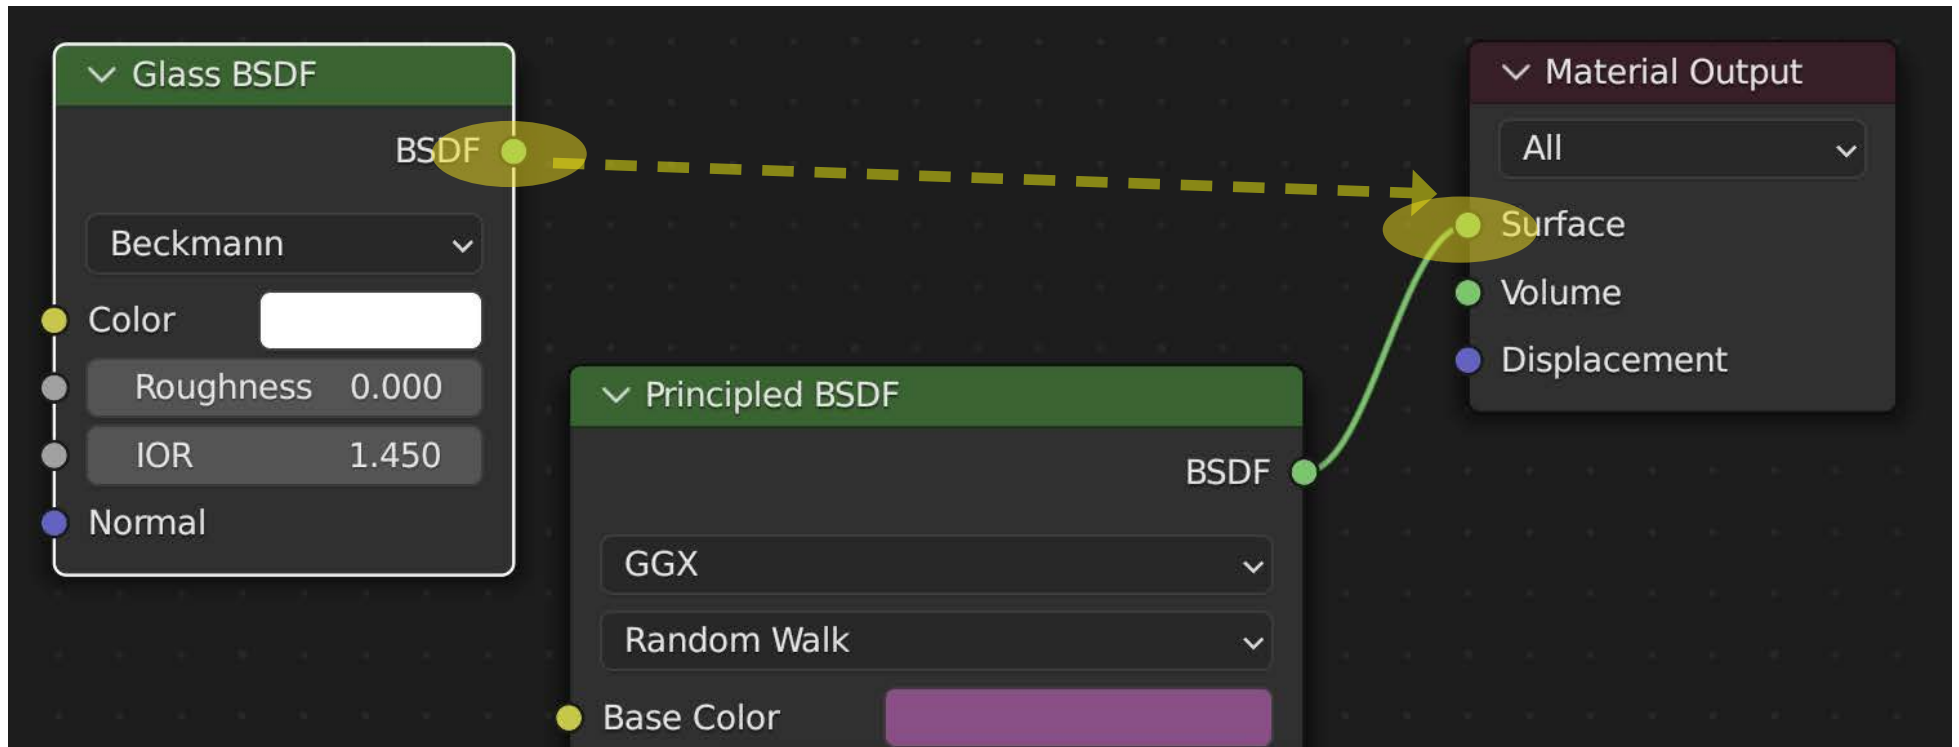 Glass BSDF
BSDF
Beckmann
Color
Roughness 0.000
IOR 1.450
Normal
Principled BSDF
BSDF
GGX
Random Walk
Base Color
Material Output
All
Surface
Volume
Displacement